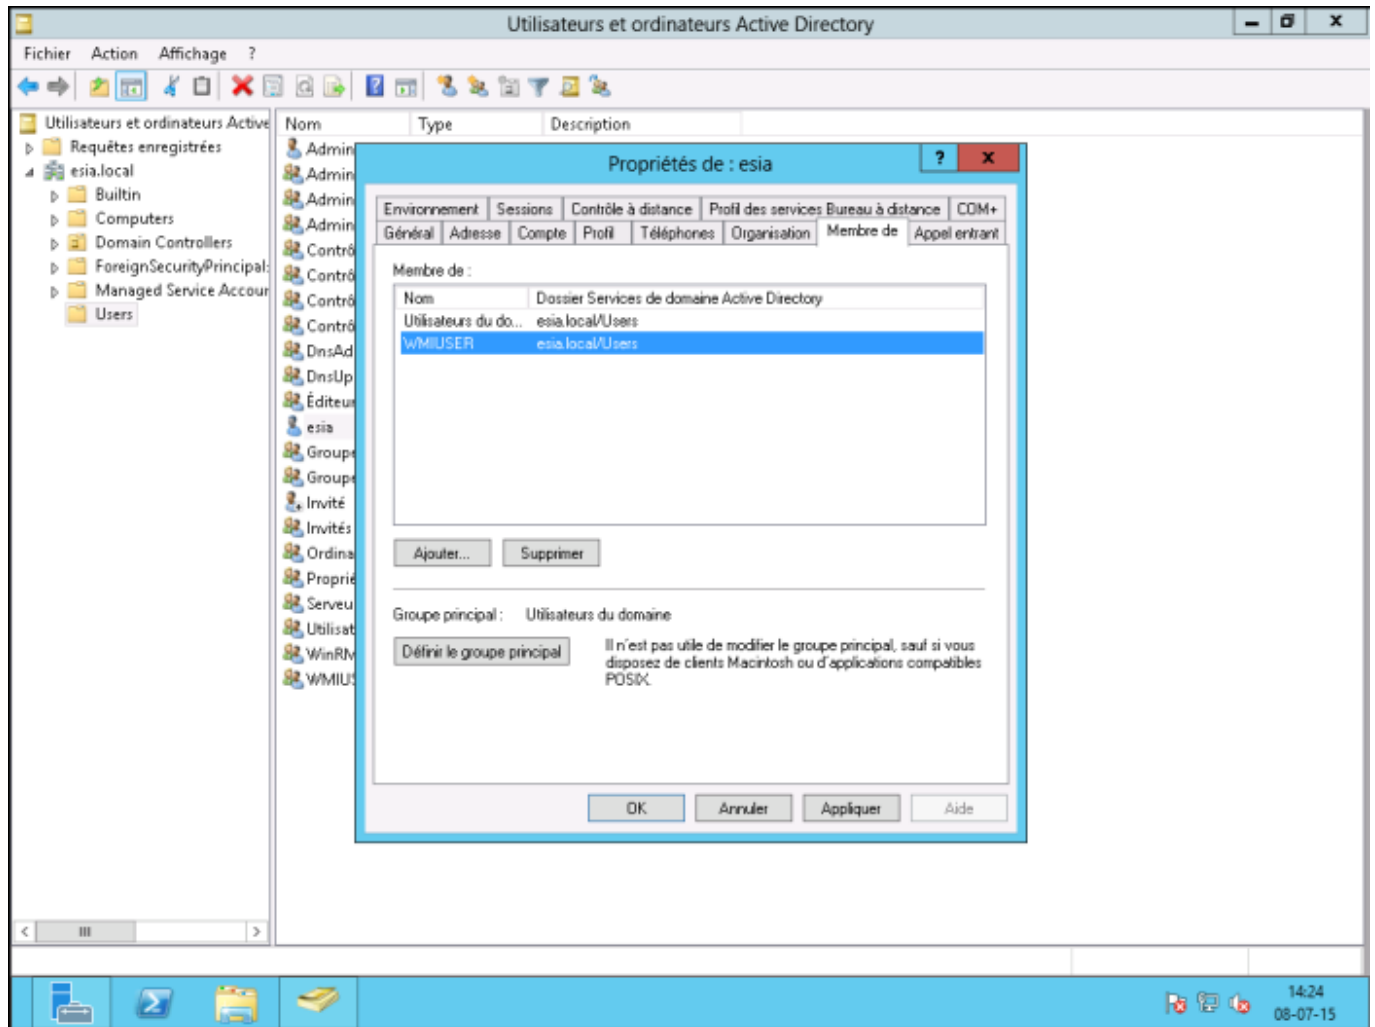 Utilisateurs et ordinateurs Active Directory
Fichier Action Affichage ?
Utilisateurs et ordinateurs Active
Requêtes enregistrées
esia.local
Builtin
Computers
Domain Controllers
ForeignSecurityPrincipal:
Managed Service Accour
Users
Nom Type Description
Admin
Admin
Admin
Admin
Contrô
Contrô
Contrô
Contrô
DnsAd
DnsUp
Éditeur
esia
Groupe
Groupe
Invité
Invités
Ordina
Proprié
Serveu
Utilisat
WinRM
WMIUS
Propriétés de : esia
? x
Environnement Sessions Contrôle à distance Profil des services Bureau à distance COM+
Général Adresse Compte Profil Téléphones Organisation Membre de Appel entrant
Membre de :
Nom Dossier Services de domaine Active Directory
Utilisateurs du do... esia.local/Users
WMIUSER esia.local/Users
Ajouter... Supprimer
Groupe principal : Utilisateurs du domaine
Définir le groupe principal
Il n'est pas utile de modifier le groupe principal, sauf si vous
disposez de clients Macintosh ou d'applications compatibles
POSIX.
OK Annuler Appliquer Aide
14:24
08-07-15